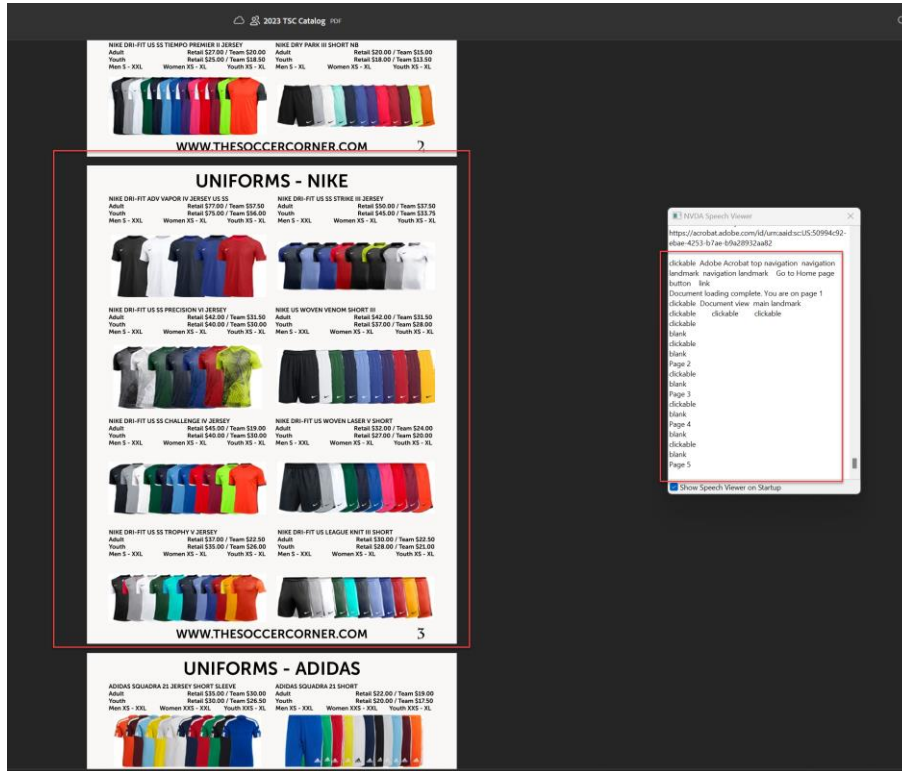 2023 TSC Catalog PDF
NIKE DRI-FIT US SS TIEMPO PREMIER II JERSEY
Adult Retail $27.00 / Team $20.00
Youth Retail $25.00 / Team $18.50
Men S - XXL Women XS - XL Youth XS - XL
NIKE DRY PARK III SHORT NB
Adult Retail $20.00 / Team $15.00
Youth Retail $18.00 / Team $13.50
Men S - XL Women XS - XL Youth XS - XL
WWW.THESOCCERCORNER.COM 2
UNIFORMS - NIKE
NIKE DRI-FIT ADV VAPOR IV JERSEY US SS
Adult Retail $77.00 / Team $57.50
Youth Retail $75.00 / Team $56.00
Men S - XXL Women XS - XL Youth XS - XL
NIKE DRI-FIT US SS STRIKE III JERSEY
Adult Retail $50.00 / Team $37.50
Youth Retail $45.00 / Team $33.75
Men S - XXL Women XS - XL Youth XS - XL
NIKE DRI-FIT US SS PRECISION VI JERSEY
Adult Retail $42.00 / Team $31.50
Youth Retail $40.00 / Team $30.00
Men S - XXL Women XS - XL Youth XS - XL
NIKE US WOVEN VENOM SHORT III
Adult Retail $42.00 / Team $31.50
Youth Retail $37.00 / Team $28.00
Men S - XXL Women XS - XL Youth XS - XL
NIKE DRI-FIT US SS CHALLENGE IV JERSEY
Adult Retail $45.00 / Team $19.00
Youth Retail $40.00 / Team $30.00
Men S - XXL Women XS - XL Youth XS - XL
NIKE DRI-FIT US WOVEN LASER V SHORT
Adult Retail $32.00 / Team $24.00
Youth Retail $27.00 / Team $20.00
Men S - XXL Women XS - XL Youth XS - XL
NIKE DRI-FIT US SS TROPHY V JERSEY
Adult Retail $37.00 / Team $22.50
Youth Retail $35.00 / Team $26.00
Men S - XXL Women XS - XL Youth XS - XL
NIKE DRI-FIT US LEAGUE KNIT III SHORT
Adult Retail $30.00 / Team $22.50
Youth Retail $28.00 / Team $21.00
Men S - XXL Women XS - XL Youth XS - XL
WWW.THESOCCERCORNER.COM 3
UNIFORMS - ADIDAS
ADIDAS SQUADRA 21 JERSEY SHORT SLEEVE
Adult Retail $35.00 / Team $30.00
Youth Retail $30.00 / Team $26.50
Men XS - XXL Women XXS - XXL Youth XXS - XL
ADIDAS SQUADRA 21 SHORT
Adult Retail $22.00 / Team $19.00
Youth Retail $20.00 / Team $17.50
Men XS - XXL Women XXS - XXL Youth XXS - XL
NVDA Speech Viewer
https://acrobat.adobe.com/id/urn:aaid:sc:US:50994c92-
ebae-4253-b7ae-b9a28932aa82
clickable Adobe Acrobat top navigation navigation
landmark navigation landmark Go to Home page
button link
Document loading complete. You are on page 1
clickable Document view main landmark
clickable clickable clickable
clickable
blank
clickable
blank
Page 2
clickable
blank
Page 3
clickable
blank
Page 4
blank
clickable
blank
Page 5
Show Speech Viewer on Startup